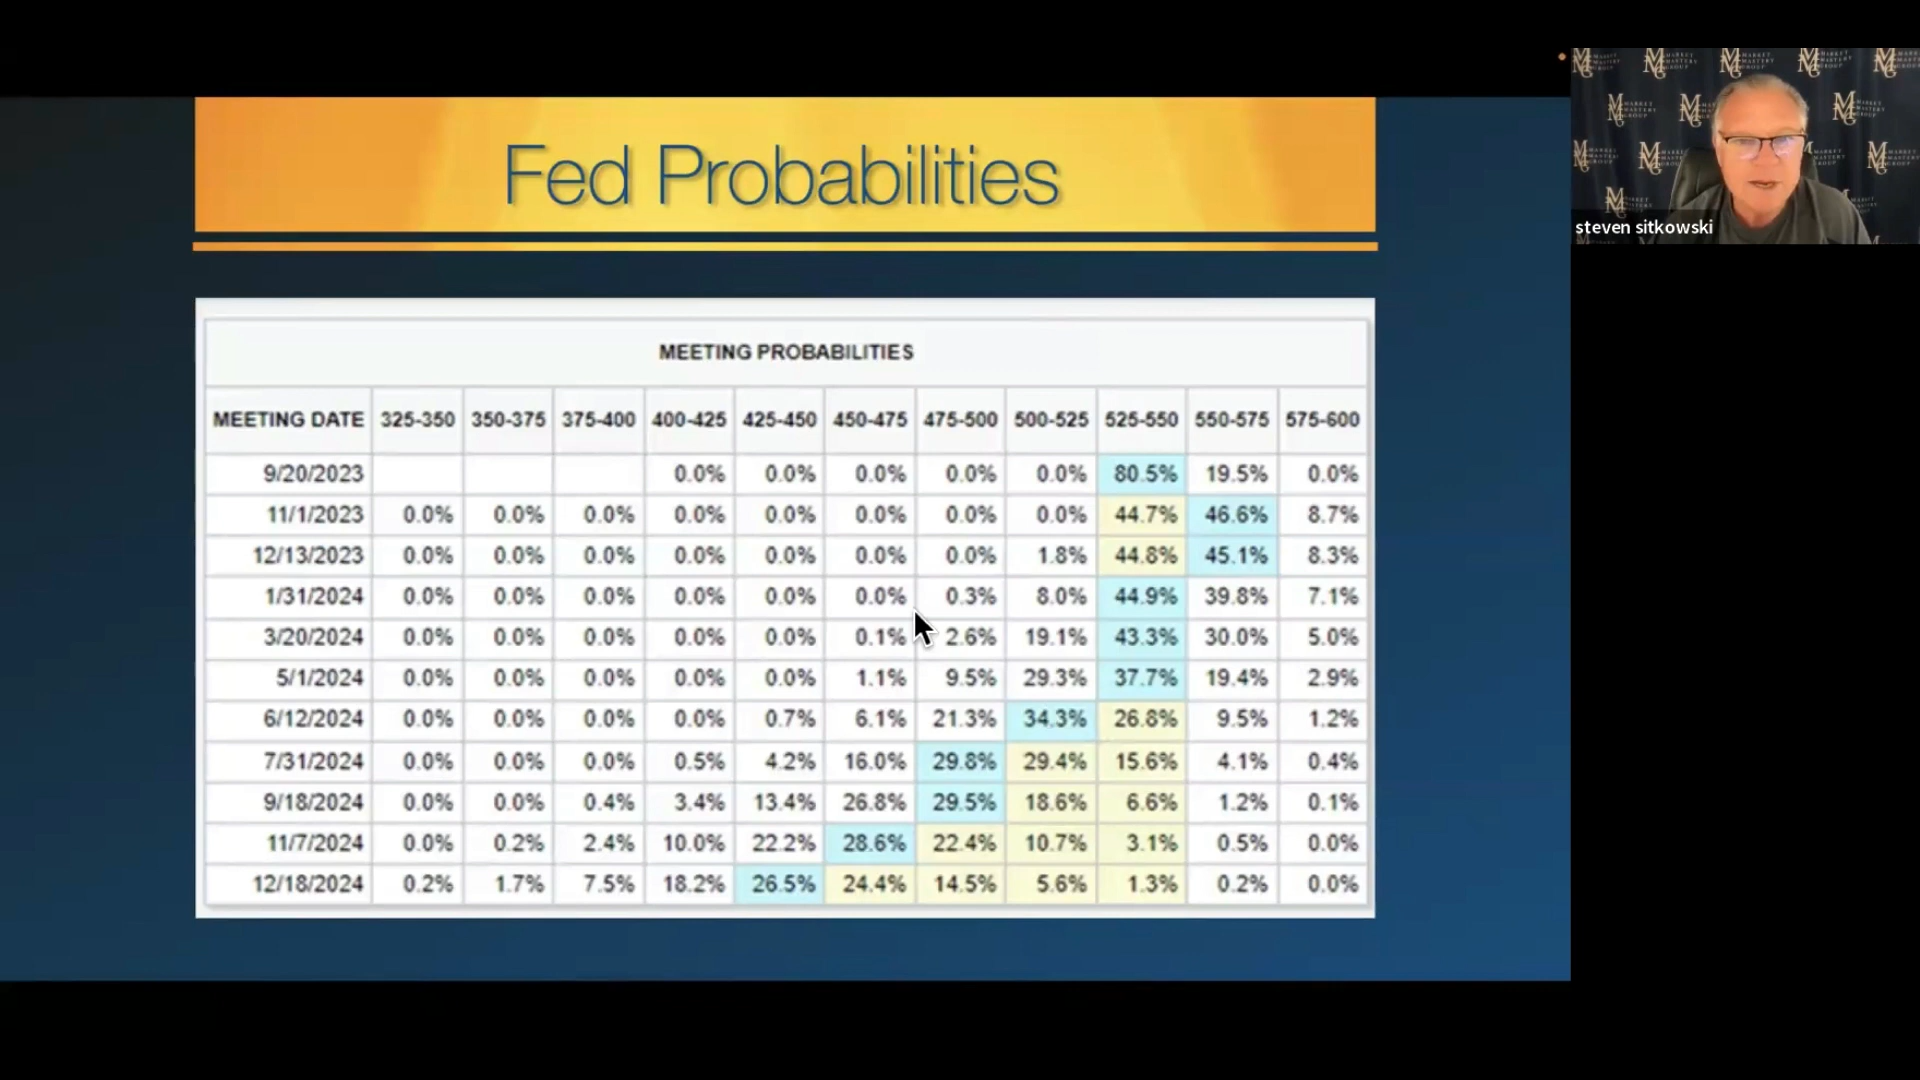 Fed Probabilities
MEETING PROBABILITIES
MEETING DATE 325-350 350-375 375-400 400-425 425-450 450-475 475-500 500-525 525-550 550-575 575-600
9/20/2023 0.0% 0.0% 0.0% 0.0% 0.0% 80.5% 19.5% 0.0%
11/1/2023 0.0% 0.0% 0.0% 0.0% 0.0% 0.0% 0.0% 0.0% 44.7% 46.6% 8.7%
12/13/2023 0.0% 0.0% 0.0% 0.0% 0.0% 0.0% 0.0% 1.8% 44.8% 45.1% 8.3%
1/31/2024 0.0% 0.0% 0.0% 0.0% 0.0% 0.0% 0.3% 8.0% 44.9% 39.8% 7.1%
3/20/2024 0.0% 0.0% 0.0% 0.0% 0.0% 0.1% 2.6% 19.1% 43.3% 30.0% 5.0%
5/1/2024 0.0% 0.0% 0.0% 0.0% 0.0% 1.1% 9.5% 29.3% 37.7% 19.4% 2.9%
6/12/2024 0.0% 0.0% 0.0% 0.0% 0.7% 6.1% 21.3% 34.3% 26.8% 9.5% 1.2%
7/31/2024 0.0% 0.0% 0.0% 0.5% 4.2% 16.0% 29.8% 29.4% 15.6% 4.1% 0.4%
9/18/2024 0.0% 0.0% 0.4% 3.4% 13.4% 26.8% 29.5% 18.6% 6.6% 1.2% 0.1%
11/7/2024 0.0% 0.2% 2.4% 10.0% 22.2% 28.6% 22.4% 10.7% 3.1% 0.5% 0.0%
12/18/2024 0.2% 1.7% 7.5% 18.2% 26.5% 24.4% 14.5% 5.6% 1.3% 0.2% 0.0%
MARKET
MASTERY
GROUP
steven sitkowski